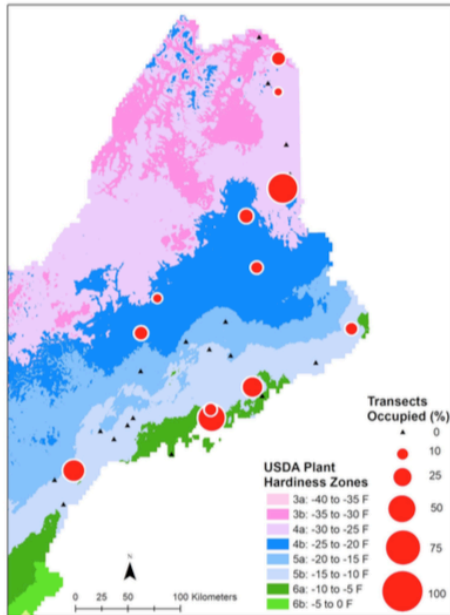 Transects
Occupied (%)
0
10
25
50
75
100
USDA Plant
Hardiness Zones
3a: -40 to -35 F
3b: -35 to -30 F
4a: -30 to -25 F
4b:-25 to -20 F
5a: -20 to -15 F
5b: -15 to -10 F
6a: -10 to -5 F
6b: -5 to 0 F
N
0 25 50 100 Kilometers